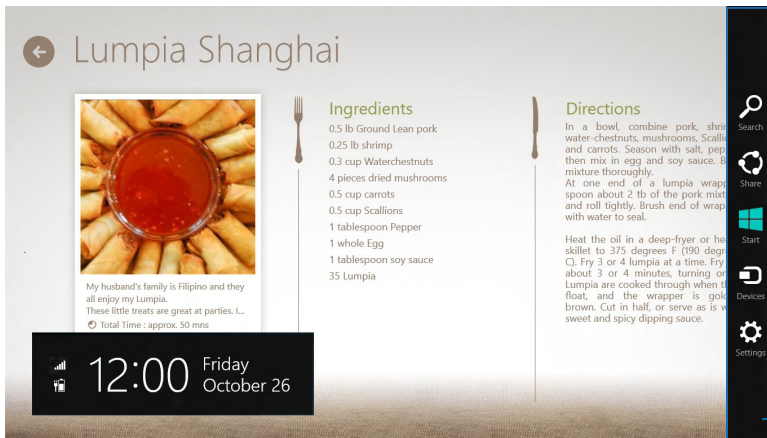 Lumpia Shanghai
My husband's family is Filipino and they
all enjoy my Lumpia.
These little treats are great at parties. I...
Total Time : approx. 50 mns
Ingredients
0.5 lb Ground Lean pork
0.25 lb shrimp
0.3 cup Waterchestnuts
4 pieces dried mushrooms
0.5 cup carrots
0.5 cup Scallions
1 tablespoon Pepper
1 whole Egg
1 tablespoon soy sauce
35 Lumpia
Directions
In a bowl, combine pork,
water-chestnuts, mushrooms,
and carrots. Season with salt,
then mix in egg and soy sauce.
mixture thoroughly.
At one end of a lumpia
spoon about 2 tb of the pork
and roll tightly. Brush end of
with water to seal.
Heat the oil in a deep-fryer or
skillet to 375 degrees F (190
C). Fry 3 or 4 lumpia at a time. Fry
about 3 or 4 minutes, turning
Lumpia are cooked through when
float, and the wrapper is
brown. Cut in half, or serve as is
sweet and spicy dipping sauce.
12:00
Friday
October 26
Search
Share
Start
Devices
Settings